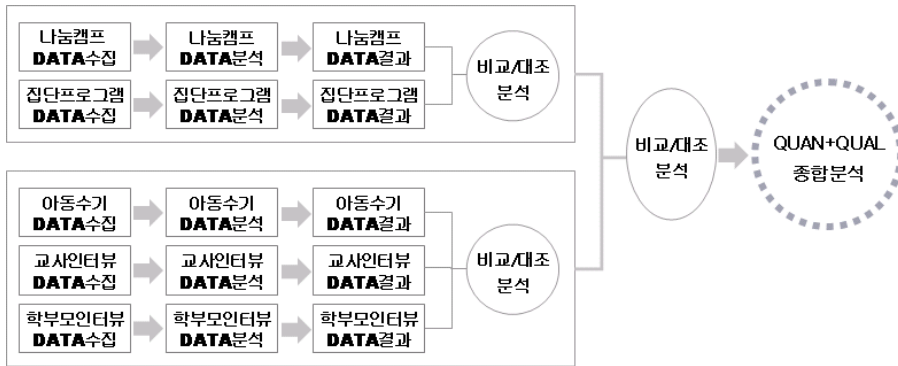 나눔캠프
DATA수집
나눔캠프
DATA분석
나눔캠프
DATA결과
집단프로그램
DATA수집
집단프로그램
DATA분석
집단프로그램
DATA결과
비교/대조
분석
아동수기
DATA수집
아동수기
DATA분석
아동수기
DATA결과
교사인터뷰
DATA수집
교사인터뷰
DATA분석
교사인터뷰
DATA결과
학부모인터뷰
DATA수집
학부모인터뷰
DATA분석
학부모인터뷰
DATA결과
비교/대조
분석
비교/대조
분석
QUAN+QUAL
종합분석